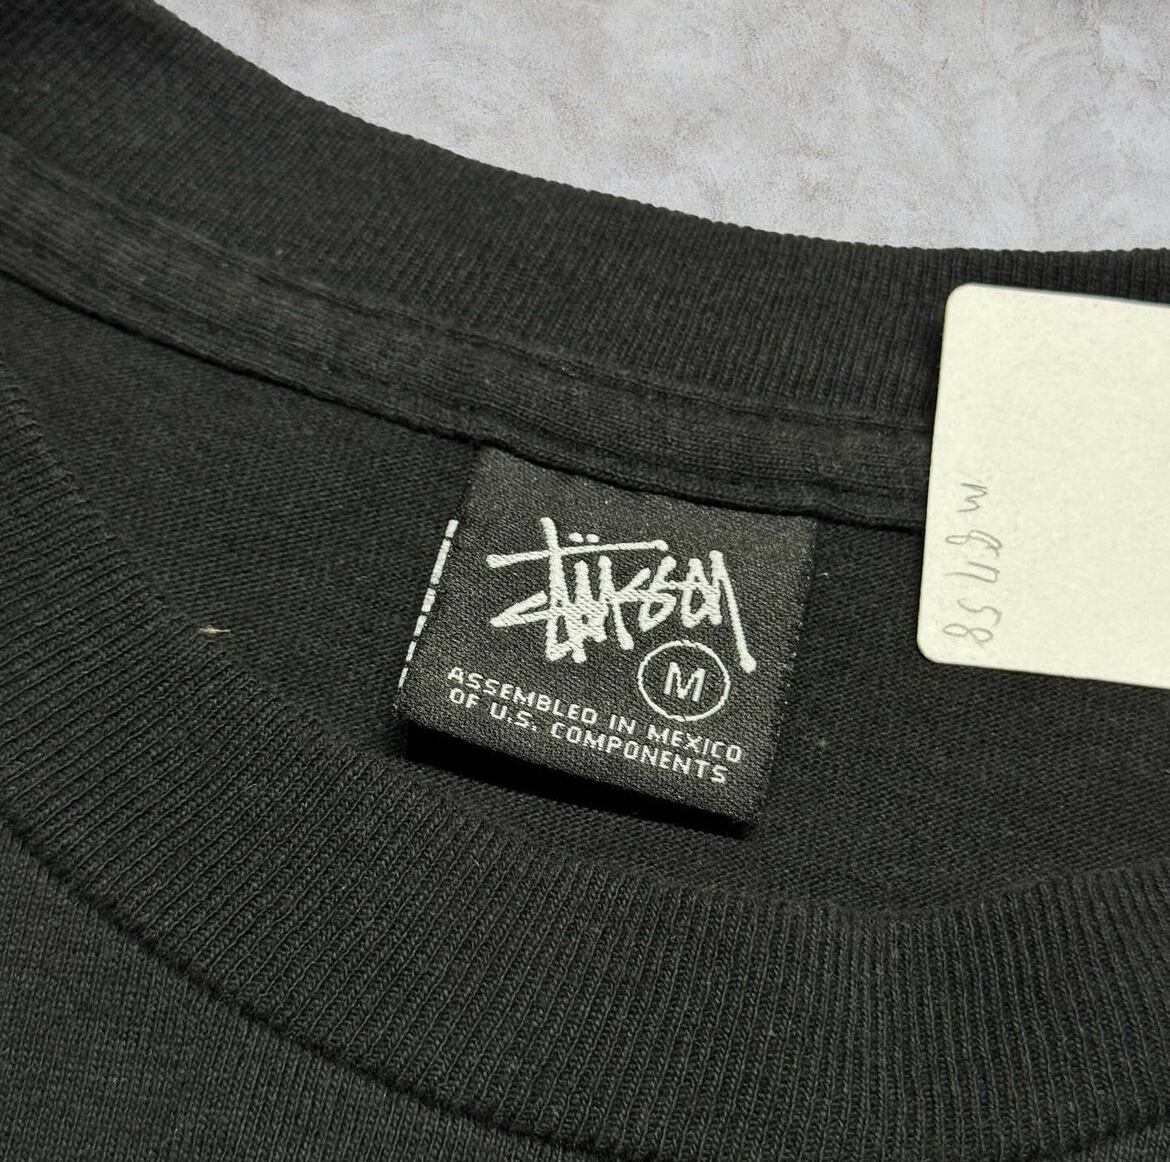 Stüssy
M
ASSEMBLED IN MEXICO
OF U.S. COMPONENTS